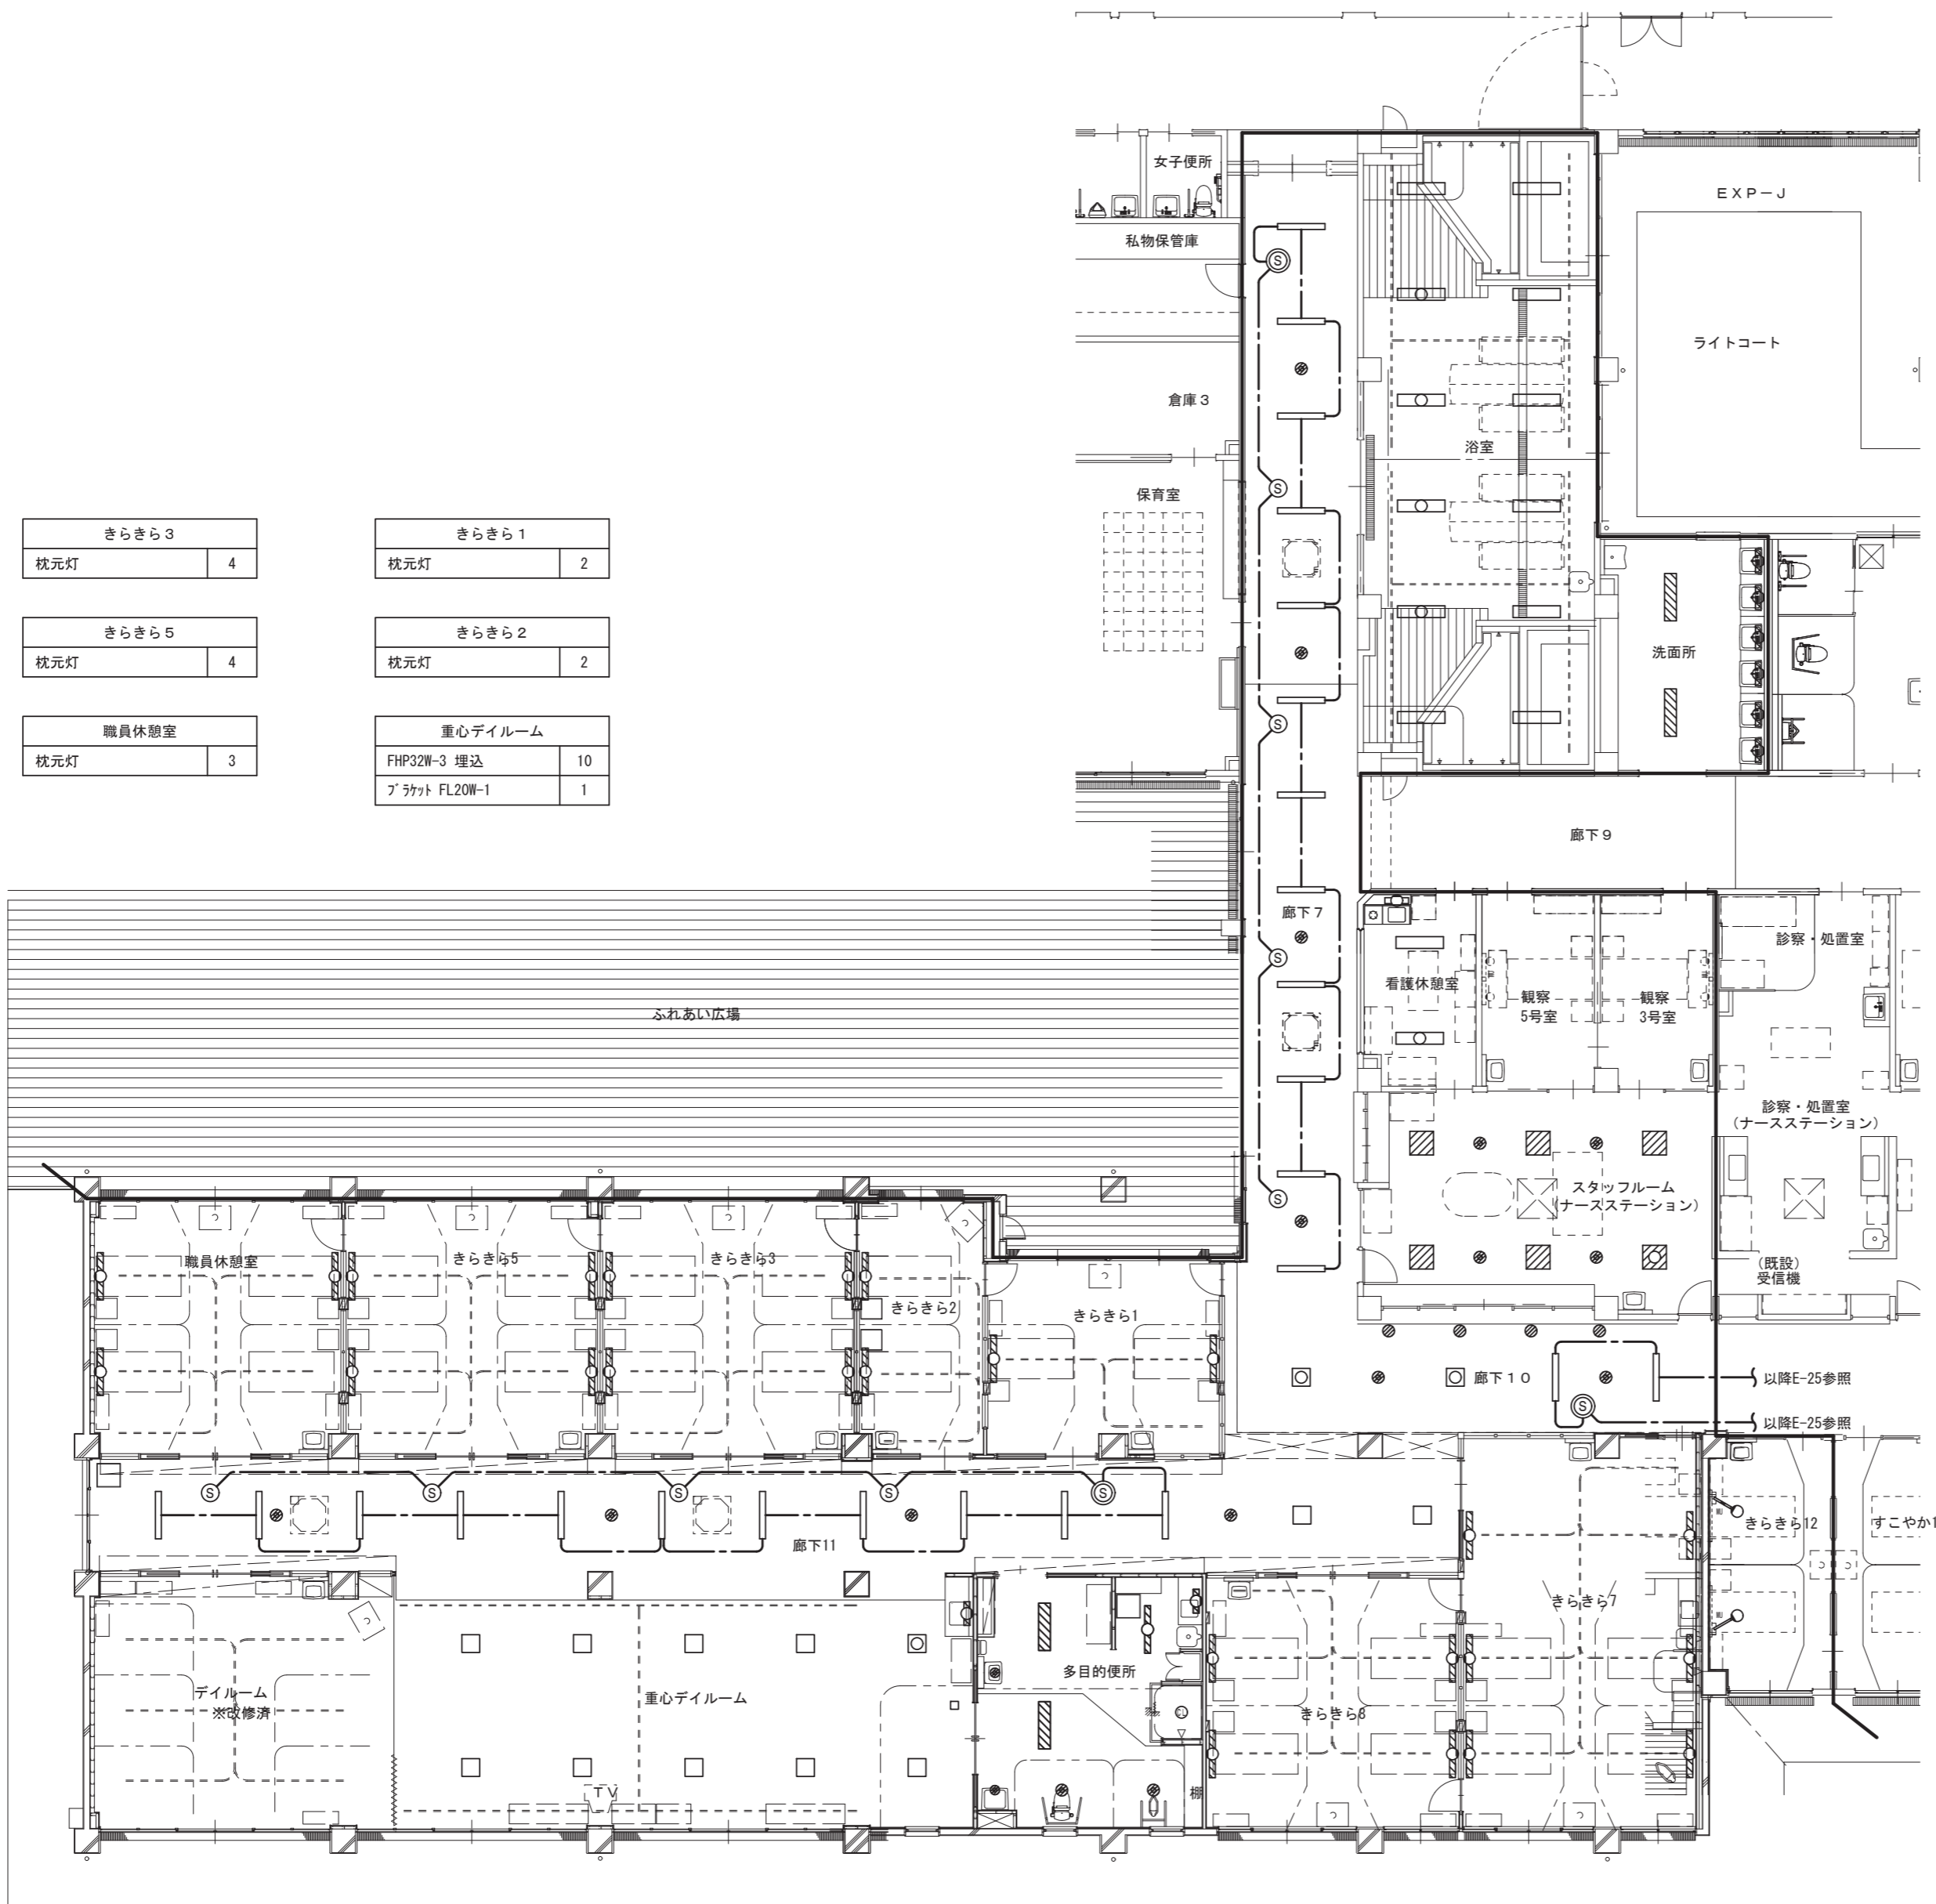 女子便所
EXP－J
私物保管庫
ライトコート
倉庫３
浴室
保育室
きらきら３
枕元灯 4
きらきら１
枕元灯 2
きらきら５
枕元灯 4
きらきら２
枕元灯 2
洗面所
職員休憩室
枕元灯 3
重心デイルーム
FHP32W-3 埋込 10
ﾌﾞﾗｹｯﾄ FL20W-1 1
廊下９
廊下７
診察・処置室
看護休憩室
観察
5号室
観察
3号室
ふれあい広場
診察・処置室
(ナースステーション)
スタッフルーム
(ナースステーション)
(既設)
受信機
職員休憩室
きらきら5
きらきら3
きらきら2
きらきら1
廊下１０
以降E-25参照
以降E-25参照
S
S
S
S
S
S
S
S
S
S
S
きらきら12
すこやか1
廊下11
きらきら7
多目的便所
デイルーム
※改修済
重心デイルーム
きらきら8
ＴＶ
棚